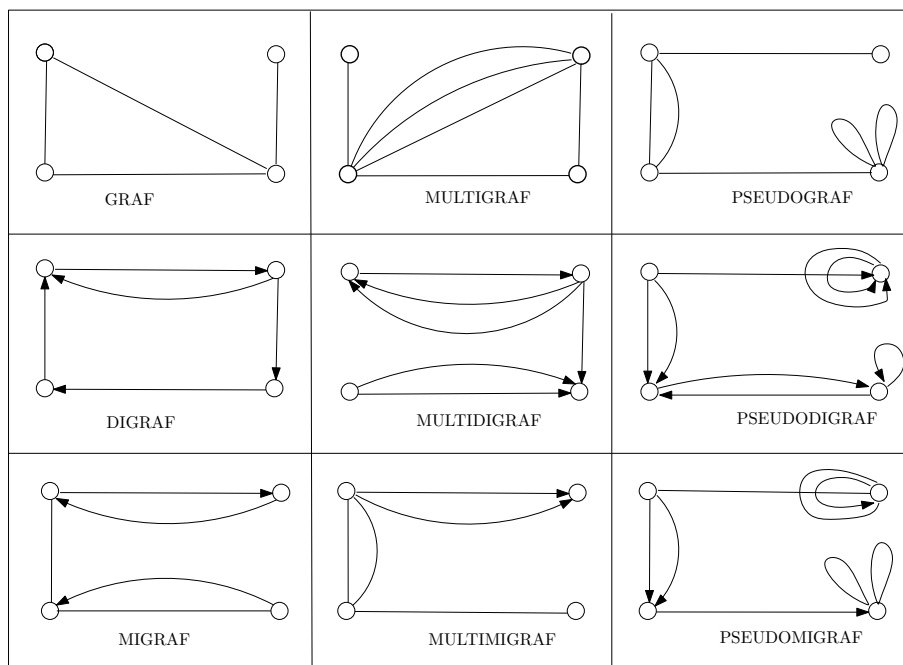 GRAF
MULTIGRAF
PSEUDOGRAF
DIGRAF
MULTIDIGRAF
PSEUDODIGRAF
MIGRAF
MULTIMIGRAF
PSEUDOMIGRAF